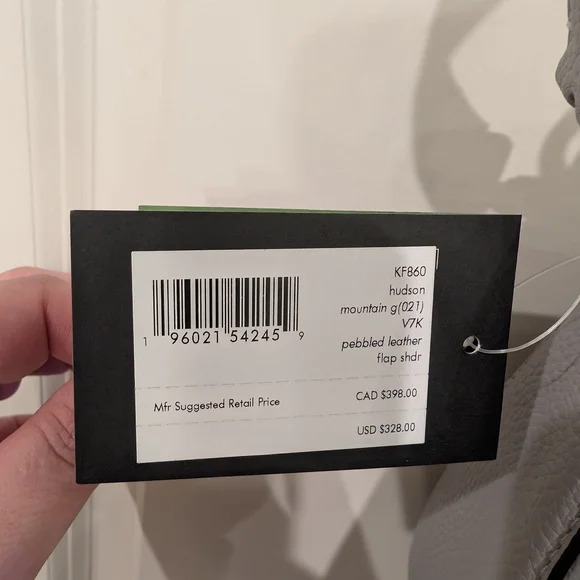 KF860
hudson
mountain g(021)
V7K
pebbled leather
flap shdr
1 96021 54245 9
Mfr Suggested Retail Price CAD $398.00
USD $328.00